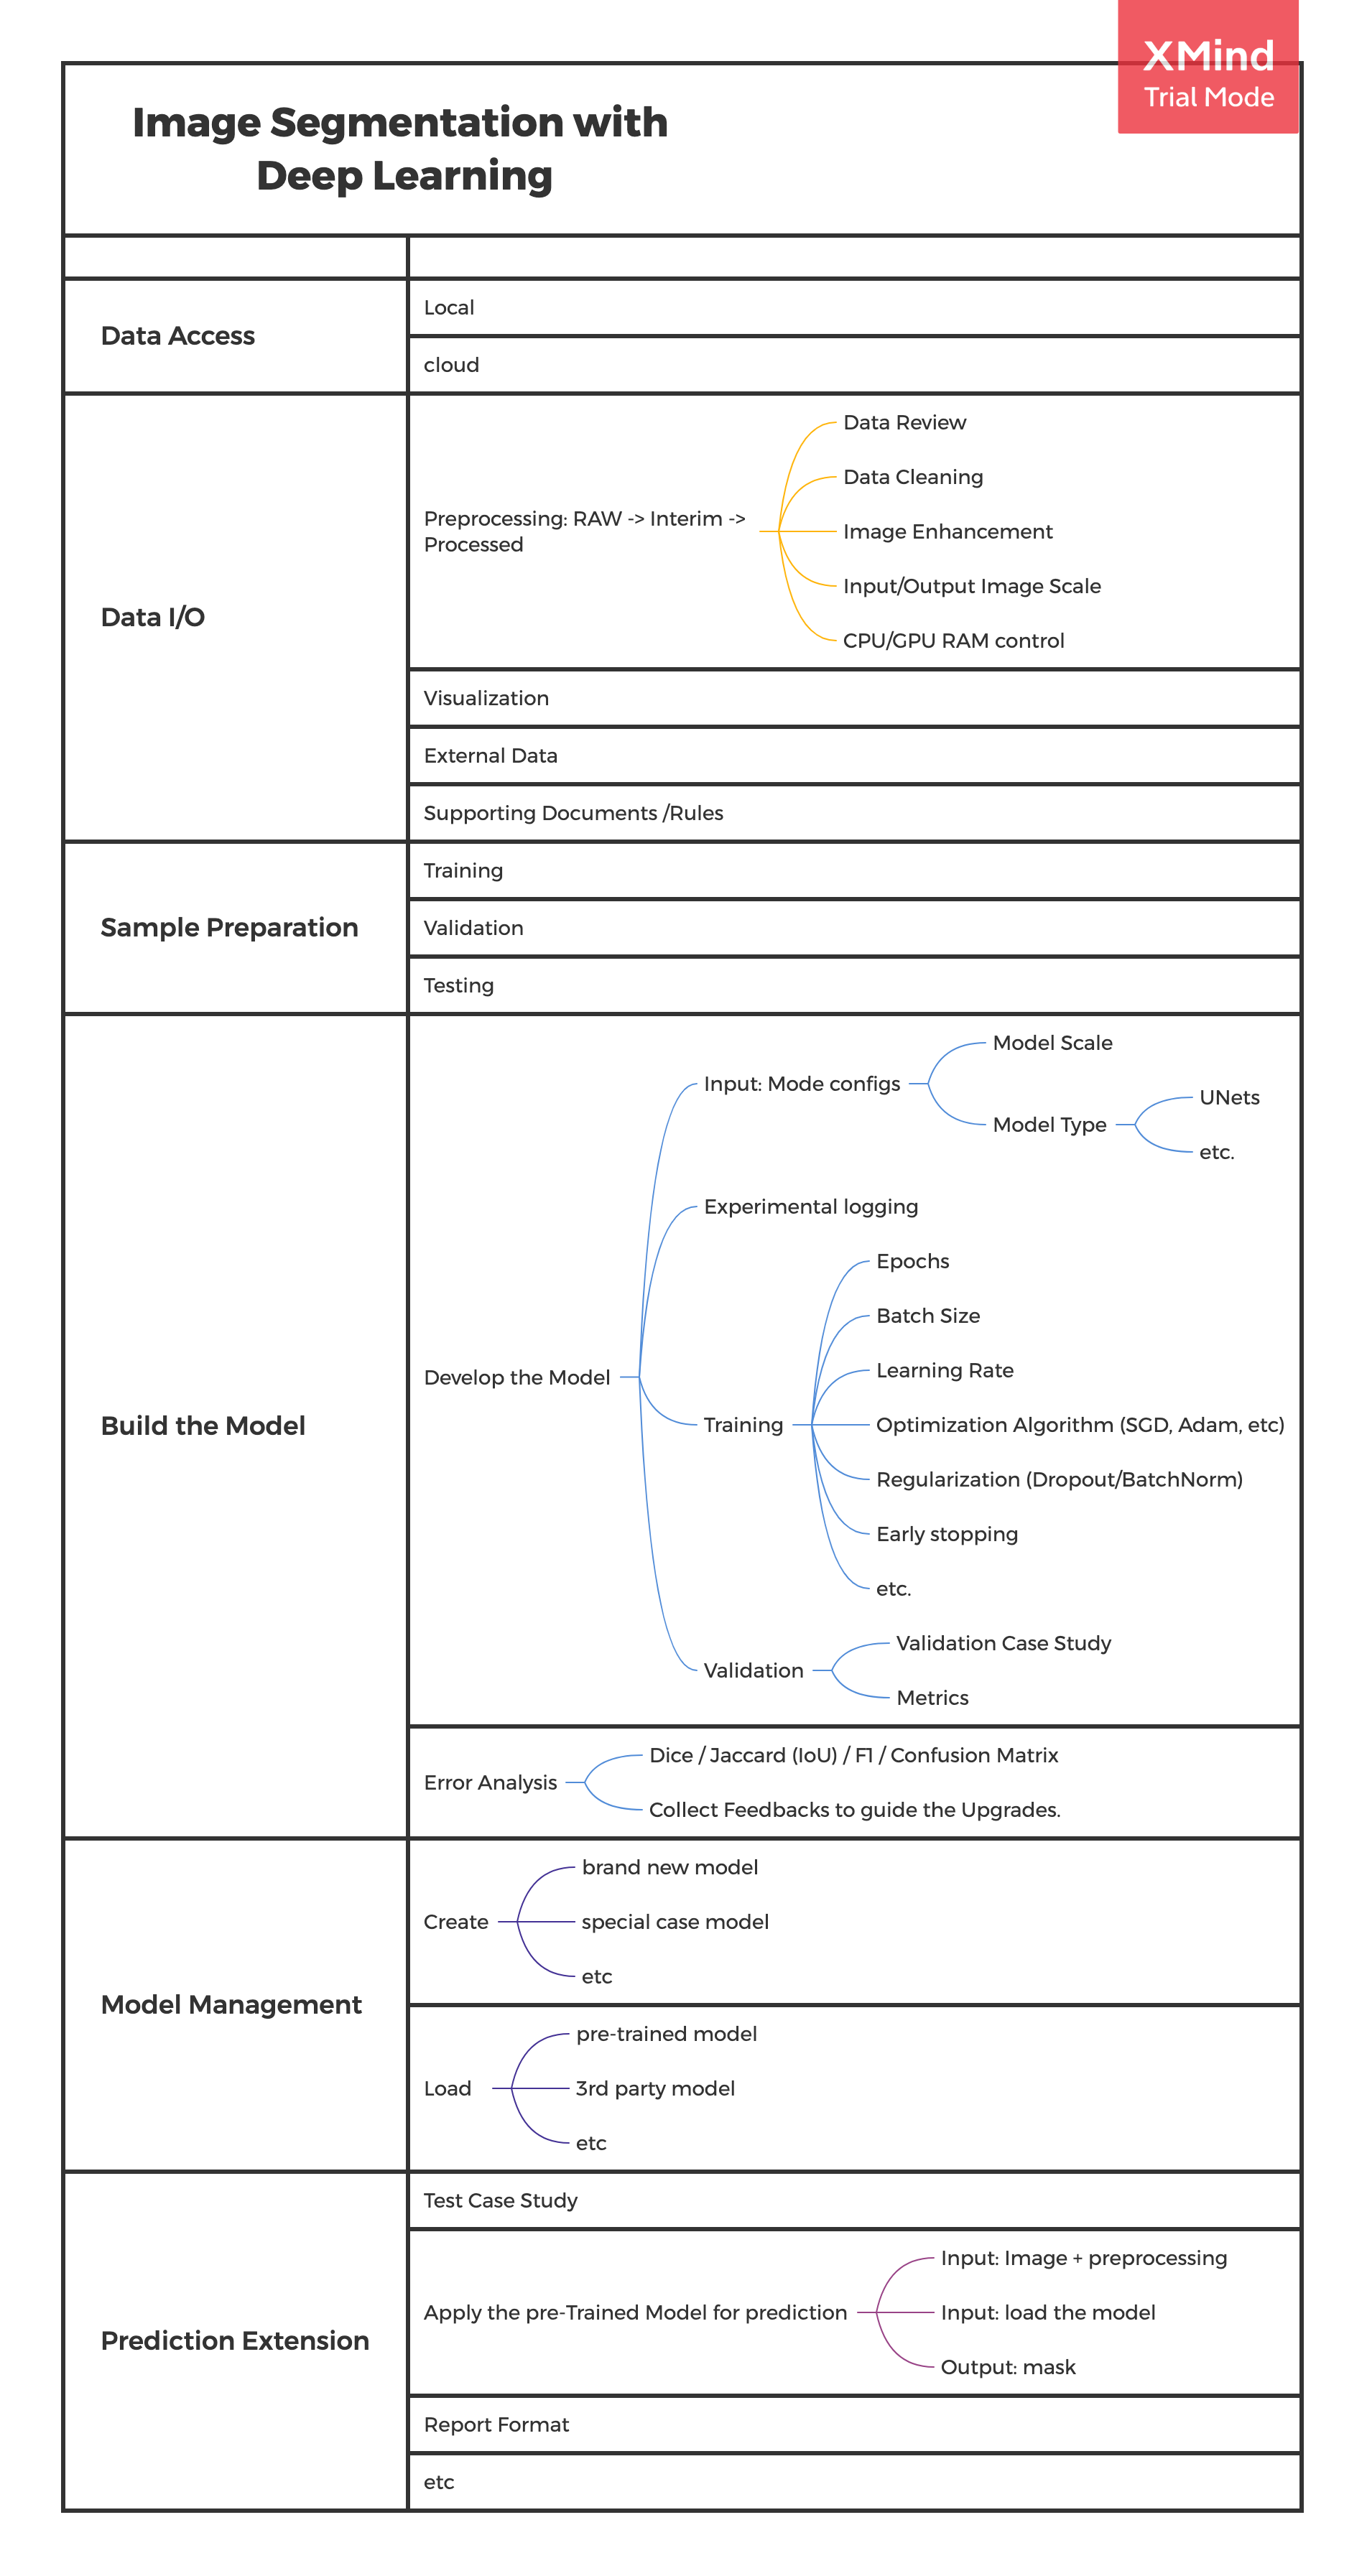 XMind
Trial Mode
Image Segmentation with
Deep Learning
Data Access
Local
cloud
Data I/O
Preprocessing: RAW -> Interim ->
Processed
Data Review
Data Cleaning
Image Enhancement
Input/Output Image Scale
CPU/GPU RAM control
Visualization
External Data
Supporting Documents /Rules
Sample Preparation
Training
Validation
Testing
Build the Model
Develop the Model
Input: Mode configs
Model Scale
Model Type
UNets
etc.
Experimental logging
Training
Epochs
Batch Size
Learning Rate
Optimization Algorithm (SGD, Adam, etc)
Regularization (Dropout/BatchNorm)
Early stopping
etc.
Validation
Validation Case Study
Metrics
Error Analysis
Dice / Jaccard (IoU) / F1 / Confusion Matrix
Collect Feedbacks to guide the Upgrades.
Model Management
Create
brand new model
special case model
etc
Load
pre-trained model
3rd party model
etc
Prediction Extension
Test Case Study
Apply the pre-Trained Model for prediction
Input: Image + preprocessing
Input: load the model
Output: mask
Report Format
etc